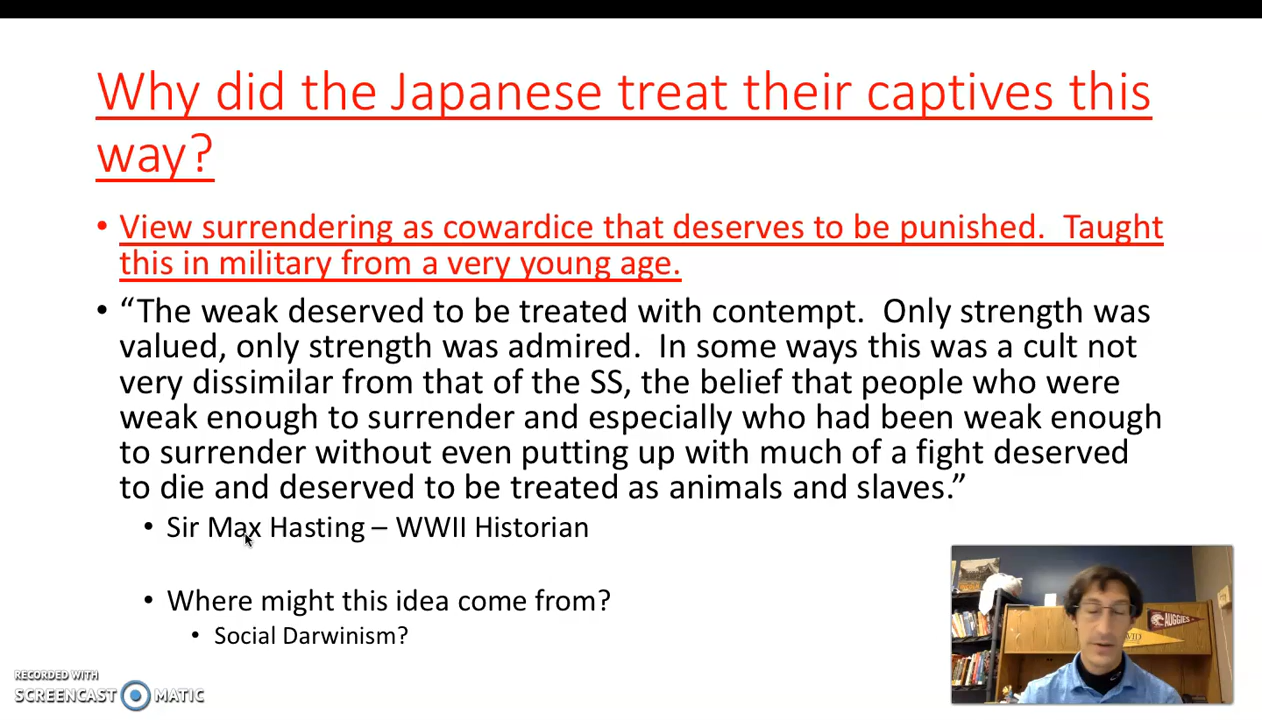 Why did the Japanese treat their captives this
way?
• View surrendering as cowardice that deserves to be punished.  Taught
this in military from a very young age.
• “The weak deserved to be treated with contempt.  Only strength was
valued, only strength was admired.  In some ways this was a cult not
very dissimilar from that of the SS, the belief that people who were
weak enough to surrender and especially who had been weak enough
to surrender without even putting up with much of a fight deserved
to die and deserved to be treated as animals and slaves.”
• Sir Max Hasting – WWII Historian
• Where might this idea come from?
• Social Darwinism?
AUGGIES
RECORDED WITH
SCREENCAST MATIC